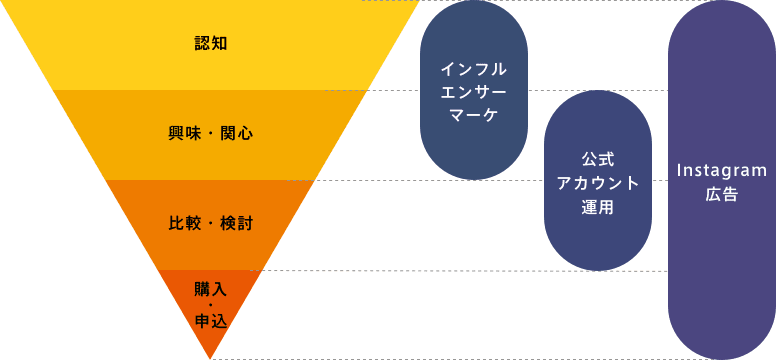 認知
興味・関心
比較・検討
購入
・
申込
インフル
エンサー
マーケ
公式
アカウント
運用
Instagram
広告